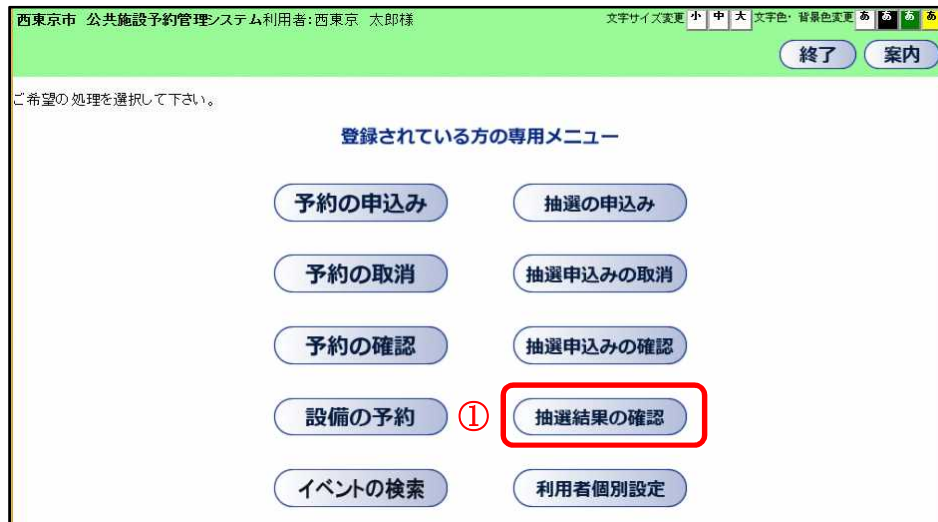 西東京市 公共施設予約管理システム利用者:西東京 太郎様 文字サイズ変更 小 中 大 文字色・背景色変更 あ あ あ あ
終了 案内
ご希望の処理を選択して下さい。
登録されている方の専用メニュー
予約の申込み 抽選の申込み
予約の取消 抽選申込みの取消
予約の確認 抽選申込みの確認
設備の予約 ① 抽選結果の確認
イベントの検索 利用者個別設定